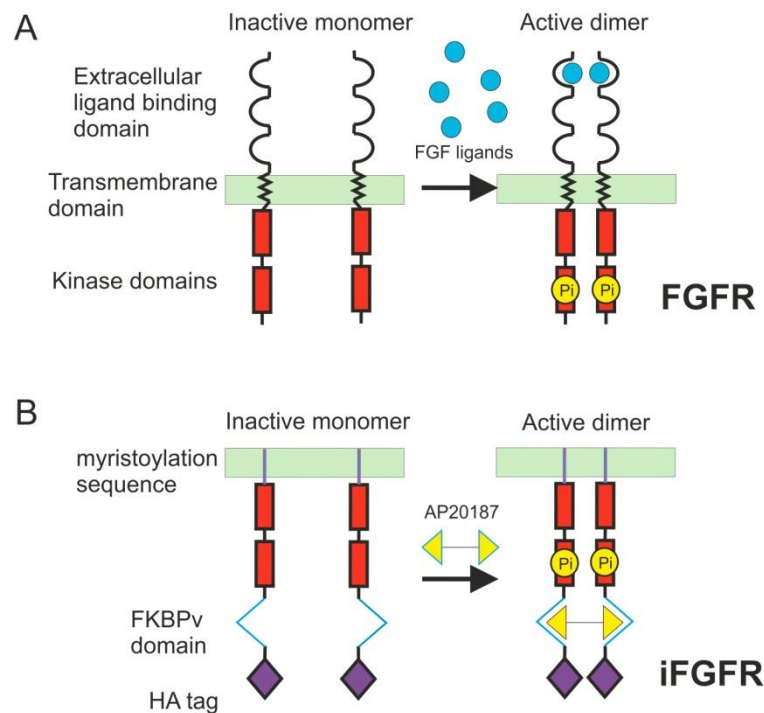 A
Inactive monomer
Active dimer
Extracellular
ligand binding
domain
FGF ligands
Transmembrane
domain
Kinase domains
Pi
Pi
FGFR
B
Inactive monomer
Active dimer
myristoylation
sequence
AP20187
Pi
Pi
FKBPv
domain
iFGFR
HA tag